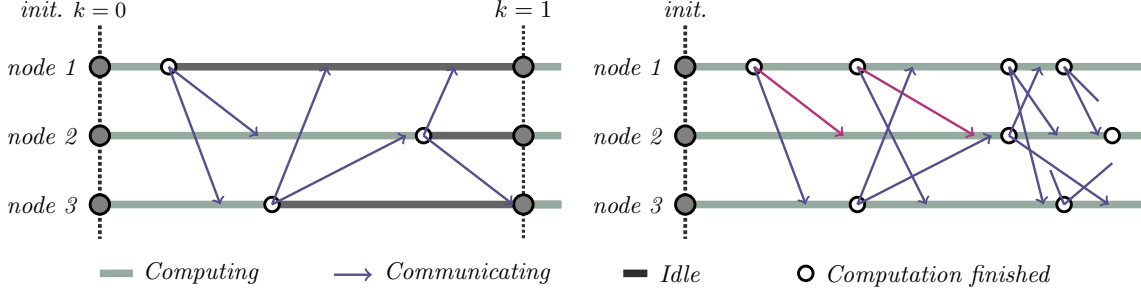 init. k = 0
k = 1
init.
node 1
node 1
node 2
node 2
node 3
node 3
Computing
Communicating
Idle
Computation finished